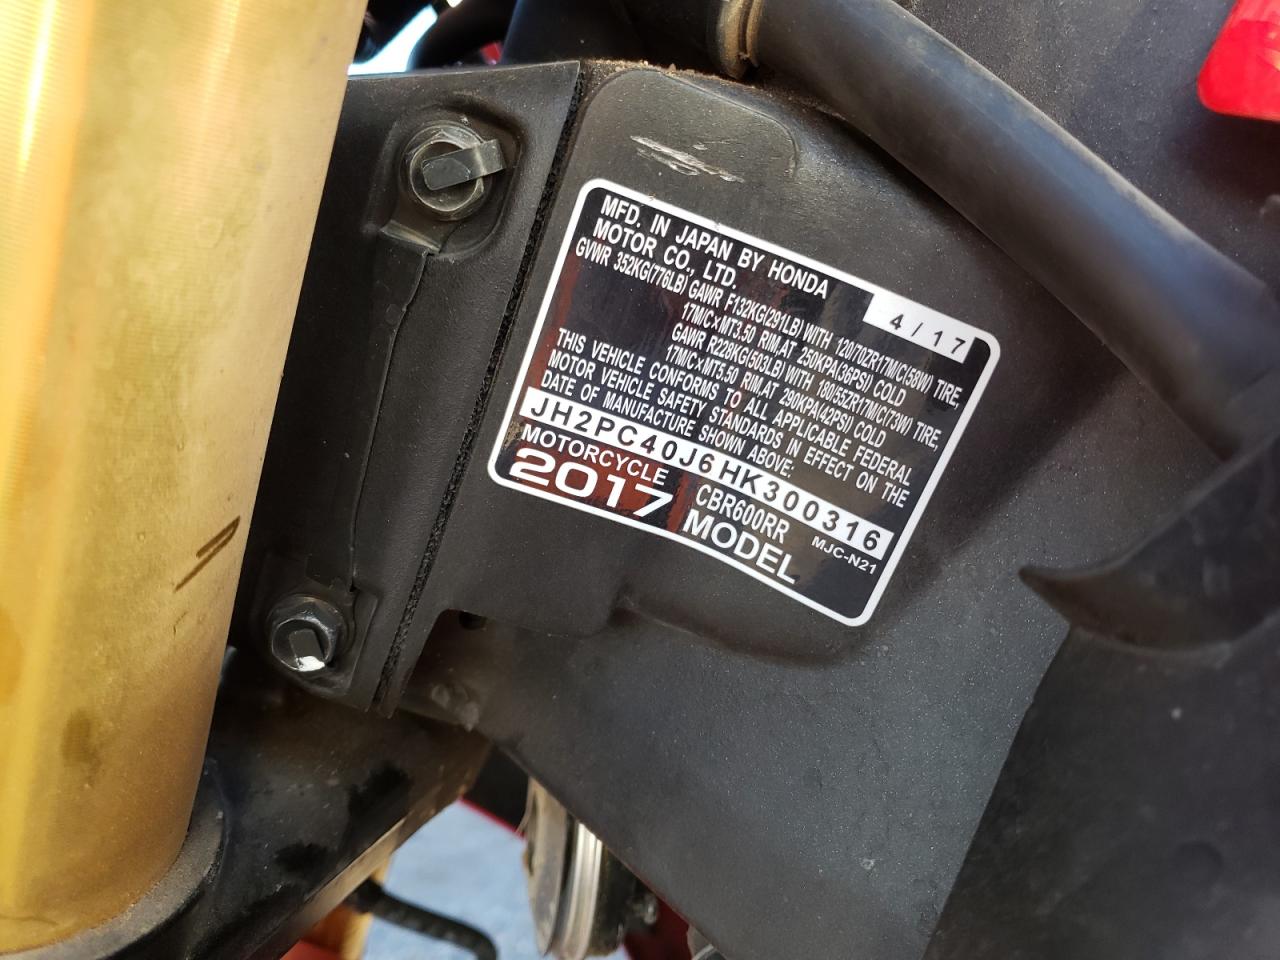 MFD. IN JAPAN BY HONDA
MOTOR CO., LTD.
4/17
GVWR 352KG(776LB) GAWR F132KG(291LB) WITH 120/70ZR17M/C(58W) TIRE,
17M/C×MT3.50 RIM,AT 250KPA(36PSI) COLD
GAWR R228KG(503LB) WITH 180/55ZR17M/C(73W) TIRE,
17M/C×MT5.50 RIM,AT 290KPA(42PSI) COLD
THIS VEHICLE CONFORMS TO ALL APPLICABLE FEDERAL
MOTOR VEHICLE SAFETY STANDARDS IN EFFECT ON THE
DATE OF MANUFACTURE SHOWN ABOVE.
JH2PC40J6HK300316
MOTORCYCLE CBR600RR MJC-N21
2017 MODEL